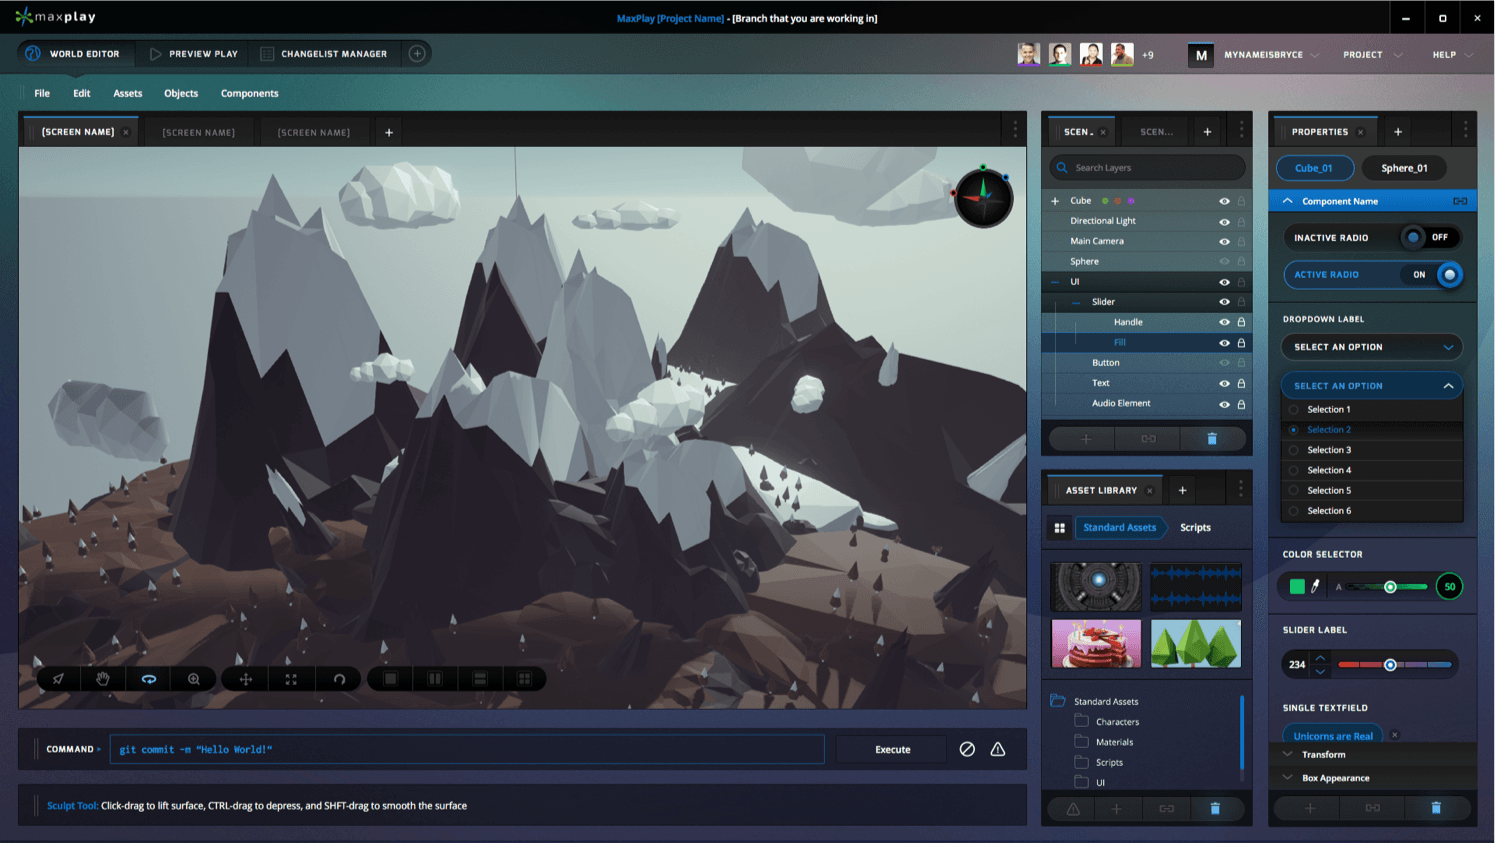 maxplay
MaxPlay [Project Name] - [Branch that you are working in]
WORLD EDITOR
PREVIEW PLAY
CHANGELIST MANAGER
+9
M
MYNAMEISBRYCE
PROJECT
HELP
File Edit Assets Objects Components
[SCREEN NAME]
[SCREEN NAME]
[SCREEN NAME]
COMMAND
git commit -m "Hello World!"
Execute
Sculpt Tool: Click-drag to lift surface, CTRL-drag to depress, and SHFT-drag to smooth the surface
SCEN.
SCEN...
Search Layers
Cube
Directional Light
Main Camera
Sphere
UI
Slider
Handle
Fill
Button
Text
Audio Element
ASSET LIBRARY
Standard Assets
Scripts
Standard Assets
Characters
Materials
Scripts
UI
PROPERTIES
Cube_01
Sphere_01
Component Name
INACTIVE RADIO OFF
ACTIVE RADIO ON
DROPDOWN LABEL
SELECT AN OPTION
SELECT AN OPTION
Selection 1
Selection 2
Selection 3
Selection 4
Selection 5
Selection 6
COLOR SELECTOR
A 50
SLIDER LABEL
234
SINGLE TEXTFIELD
Unicorns are Real
Transform
Box Appearance